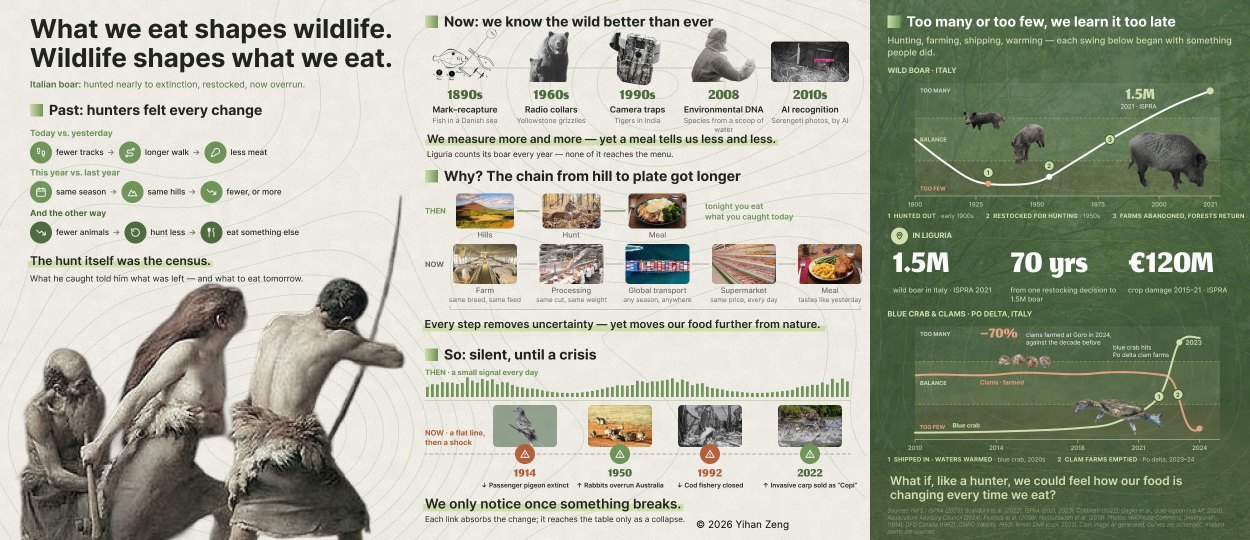 What we eat shapes wildlife.
Wildlife shapes what we eat.
Italian boar: hunted nearly to extinction, restocked, now overrun.
Past: hunters felt every change
Today vs. yesterday
fewer tracks → longer walk → less meat
This year vs. last year
same season → same hills → fewer, or more
And the other way
fewer animals → hunt less → eat something else
The hunt itself was the census.
What he caught told him what was left — and what to eat tomorrow.
Now: we know the wild better than ever
1890s
Mark–recapture
Fish in a Danish sea
1960s
Radio collars
Yellowstone grizzlies
1990s
Camera traps
Tigers in India
2008
Environmental DNA
Species from a scoop of
water
2010s
AI recognition
Serengeti photos, by AI
We measure more and more — yet a meal tells us less and less.
Liguria counts its boar every year — none of it reaches the menu.
Why? The chain from hill to plate got longer
THEN
Hills
Hunt
Meal
tonight you eat
what you caught today
NOW
Farm
same breed, same feed
Processing
same cut, same weight
Global transport
any season, anywhere
Supermarket
same price, every day
Meal
tastes like yesterday
Every step removes uncertainty — yet moves our food further from nature.
So: silent, until a crisis
THEN · a small signal every day
NOW · a flat line,
then a shock
1914
↓ Passenger pigeon extinct
1950
↑ Rabbits overrun Australia
1992
↓ Cod fishery closed
2022
↑ Invasive carp sold as "Copi"
We only notice once something breaks.
Each link absorbs the change; it reaches the table only as a collapse.
© 2026 Yihan Zeng
Too many or too few, we learn it too late
Hunting, farming, shipping, warming — each swing below began with something
people did.
WILD BOAR · ITALY
TOO MANY
BALANCE
TOO FEW
1
2
3
1.5M
2021 · ISPRA
1900
1925
1950
1975
2000
2021
1 HUNTED OUT · early 1900s
2 RESTOCKED FOR HUNTING · 1950s
3 FARMS ABANDONED, FORESTS RETURN
IN LIGURIA
1.5M
wild boar in Italy · ISPRA 2021
70 yrs
from one restocking decision to
1.5M boar
€120M
crop damage 2015–21 · ISPRA
BLUE CRAB & CLAMS · PO DELTA, ITALY
TOO MANY
BALANCE
TOO FEW
−70%
clams farmed at Goro in 2024,
against the decade before
blue crab hits
Po delta clam farms
2023
Clams · farmed
Blue crab
1
2
2010
2014
2018
2021
2024
1 SHIPPED IN · WATERS WARMED · blue crab, 2020s
2 CLAM FARMS EMPTIED · Po delta, 2023–24
What if, like a hunter, we could feel how our food is
changing every time we eat?